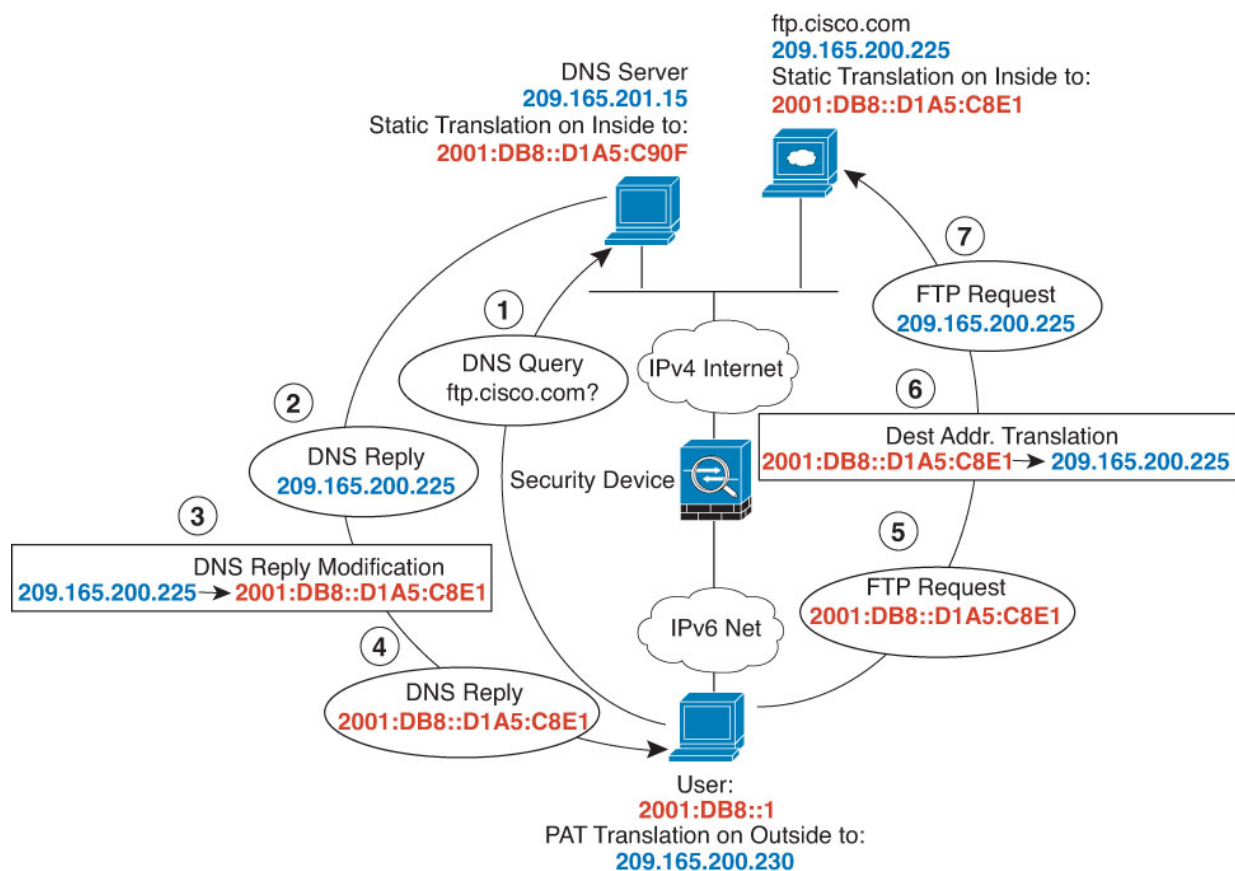 ftp.cisco.com
209.165.200.225
Static Translation on Inside to:
2001:DB8::D1A5:C8E1
DNS Server
209.165.201.15
Static Translation on Inside to:
2001:DB8::D1A5:C90F
7
FTP Request
209.165.200.225
1
DNS Query
ftp.cisco.com?
IPv4 Internet
2
DNS Reply
209.165.200.225
6
Dest Addr. Translation
2001:DB8::D1A5:C8E1 → 209.165.200.225
Security Device
3
DNS Reply Modification
209.165.200.225 → 2001:DB8::D1A5:C8E1
5
FTP Request
2001:DB8::D1A5:C8E1
IPv6 Net
4
DNS Reply
2001:DB8::D1A5:C8E1
User:
2001:DB8::1
PAT Translation on Outside to:
209.165.200.230